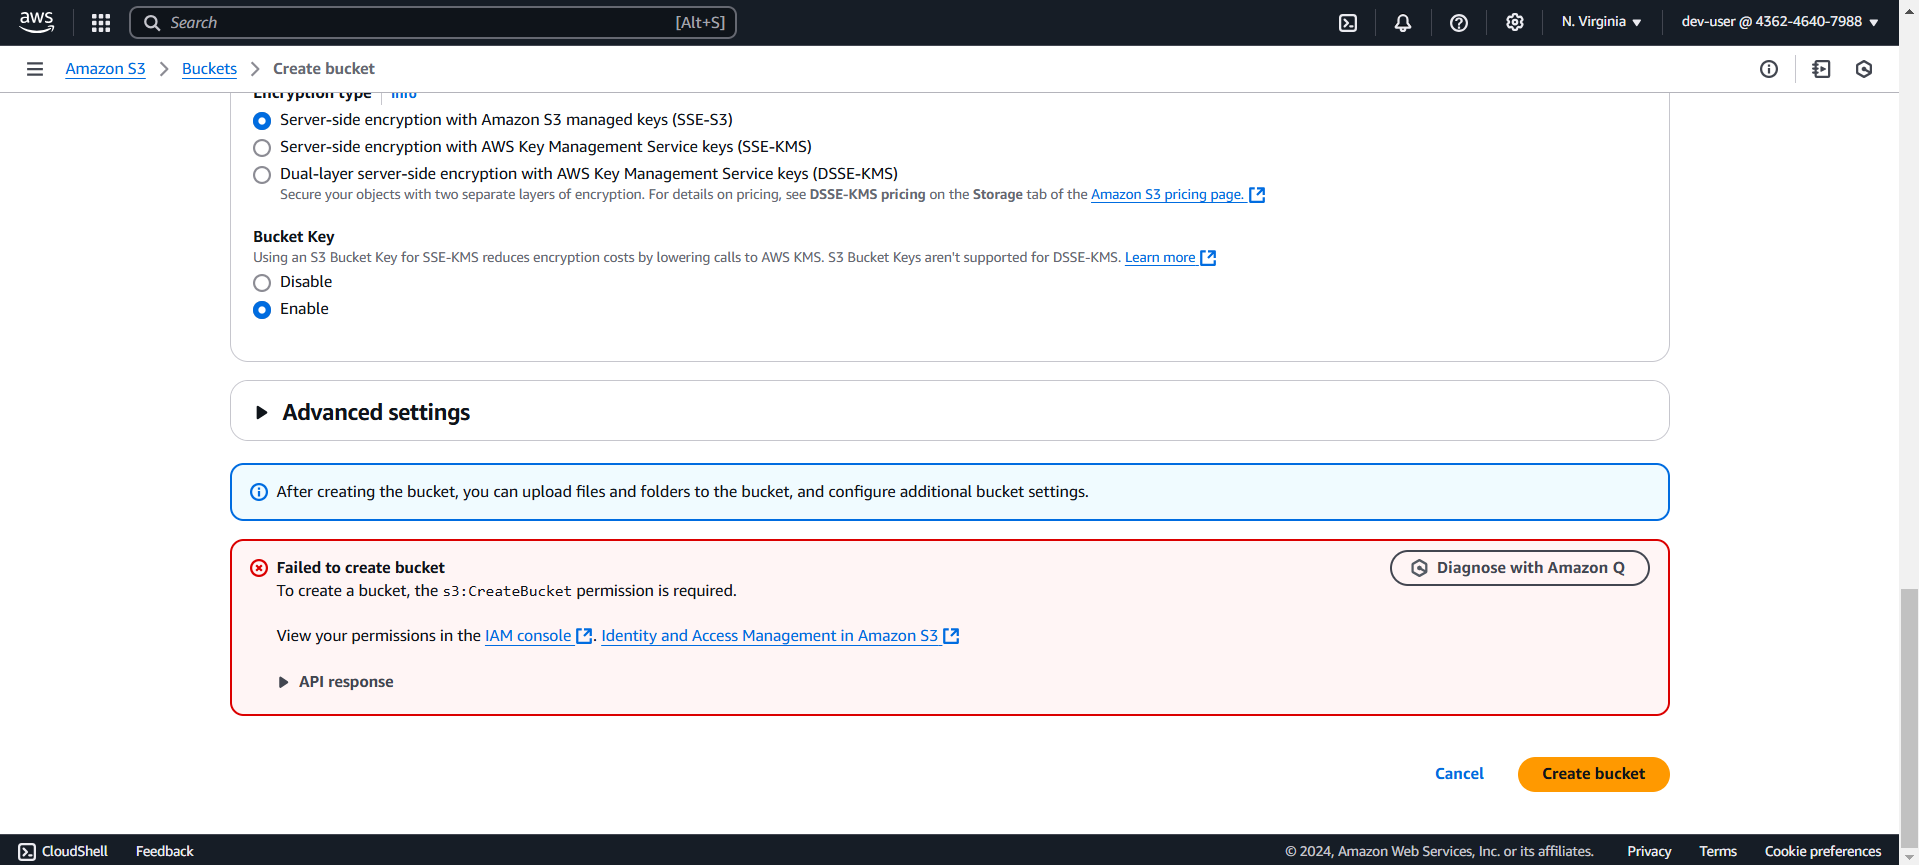 aws
Search [Alt+S]
N. Virginia
dev-user @ 4362-4640-7988
Amazon S3 Buckets Create bucket
Encryption type Info
Server-side encryption with Amazon S3 managed keys (SSE-S3)
Server-side encryption with AWS Key Management Service keys (SSE-KMS)
Dual-layer server-side encryption with AWS Key Management Service keys (DSSE-KMS)
Secure your objects with two separate layers of encryption. For details on pricing, see DSSE-KMS pricing on the Storage tab of the Amazon S3 pricing page.
Bucket Key
Using an S3 Bucket Key for SSE-KMS reduces encryption costs by lowering calls to AWS KMS. S3 Bucket Keys aren't supported for DSSE-KMS. Learn more
Disable
Enable
Advanced settings
After creating the bucket, you can upload files and folders to the bucket, and configure additional bucket settings.
Failed to create bucket
Diagnose with Amazon Q
To create a bucket, the s3:CreateBucket permission is required.
View your permissions in the IAM console. Identity and Access Management in Amazon S3
API response
Cancel
Create bucket
CloudShell Feedback
© 2024, Amazon Web Services, Inc. or its affiliates. Privacy Terms Cookie preferences